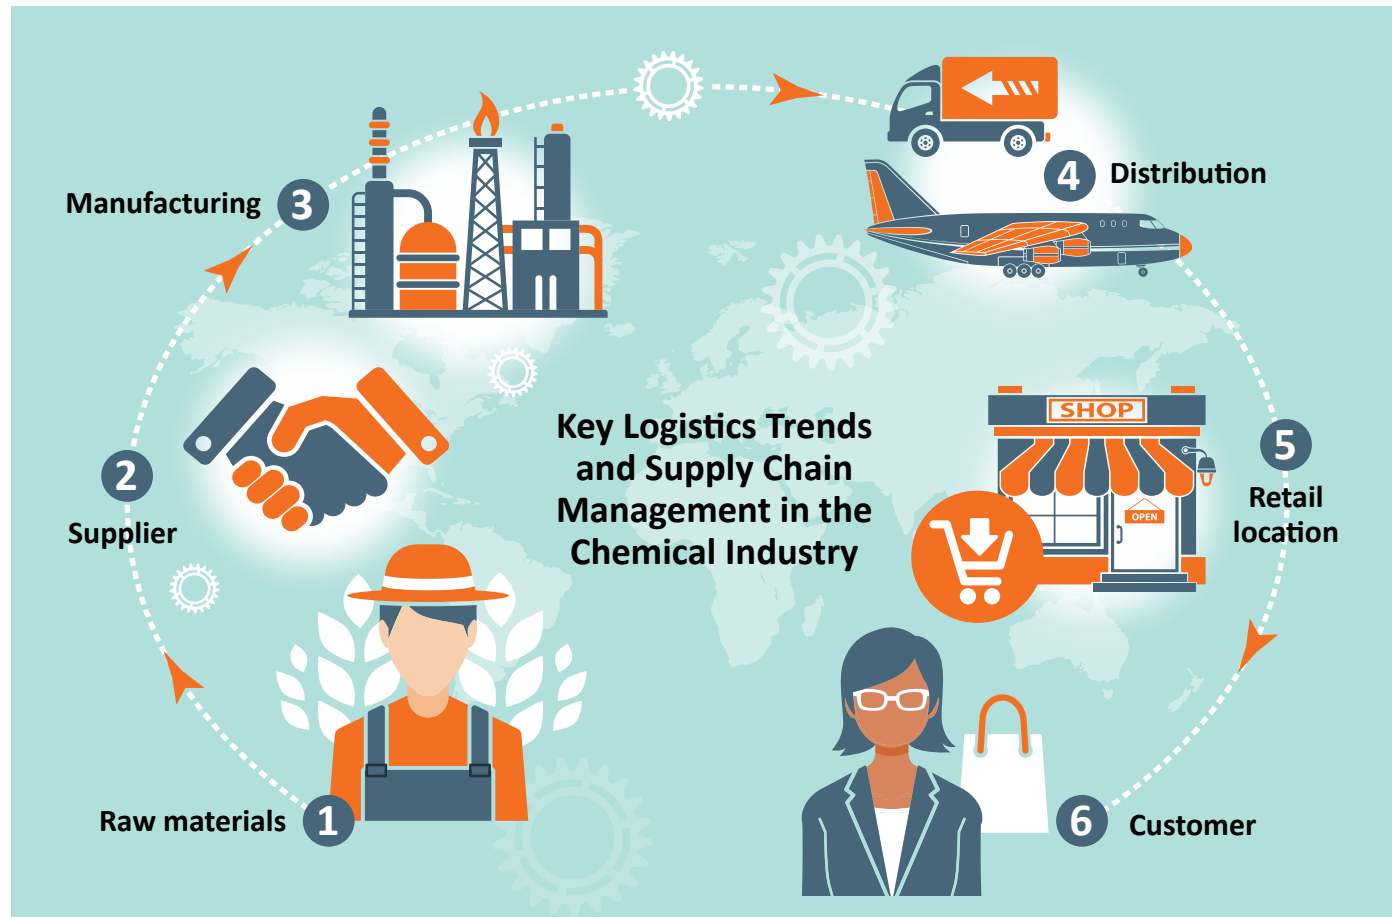 Key Logistics Trends
and Supply Chain
Management in the
Chemical Industry
1
Raw materials
2
Supplier
Manufacturing
3
4
Distribution
SHOP
OPEN
5
Retail
location
6
Customer